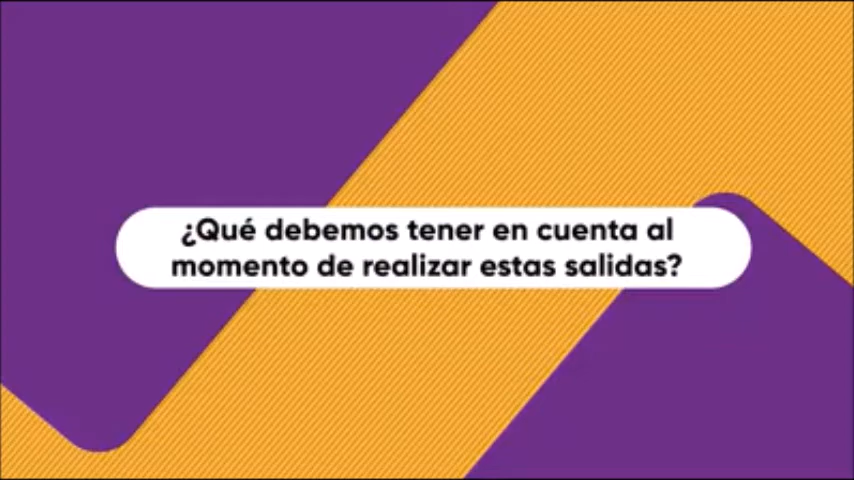 ¿Qué debemos tener en cuenta al
momento de realizar estas salidas?